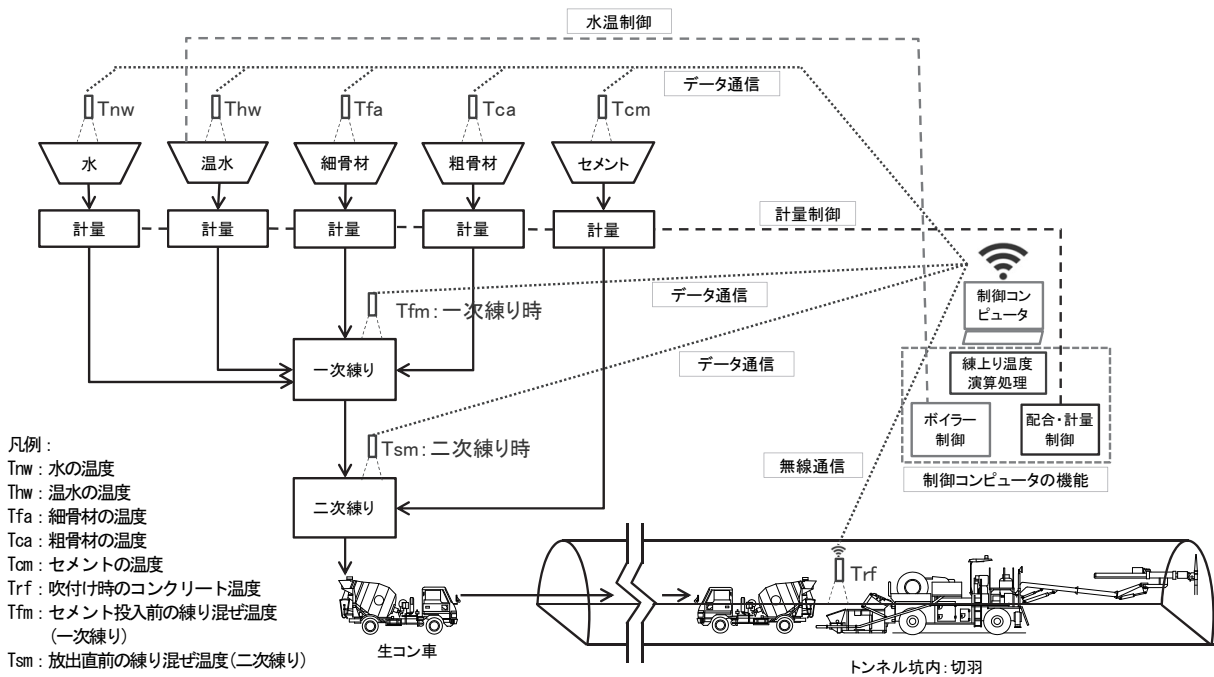 水温制御
データ通信
Tnw
Thw
Tfa
Tca
Tcm
水
温水
細骨材
粗骨材
セメント
計量
計量
計量
計量
計量
計量制御
データ通信
Tfm：一次練り時
制御コン
ピュータ
一次練り
データ通信
練上り温度
演算処理
ボイラー
制御
配合・計量
制御
Tsm：二次練り時
無線通信
制御コンピュータの機能
二次練り
凡例：
Tnw：水の温度
Thw：温水の温度
Tfa：細骨材の温度
Tca：粗骨材の温度
Tcm：セメントの温度
Trf：吹付け時のコンクリート温度
Tfm：セメント投入前の練り混ぜ温度
（一次練り）
Tsm：放出直前の練り混ぜ温度（二次練り）
Trf
生コン車
トンネル坑内：切羽